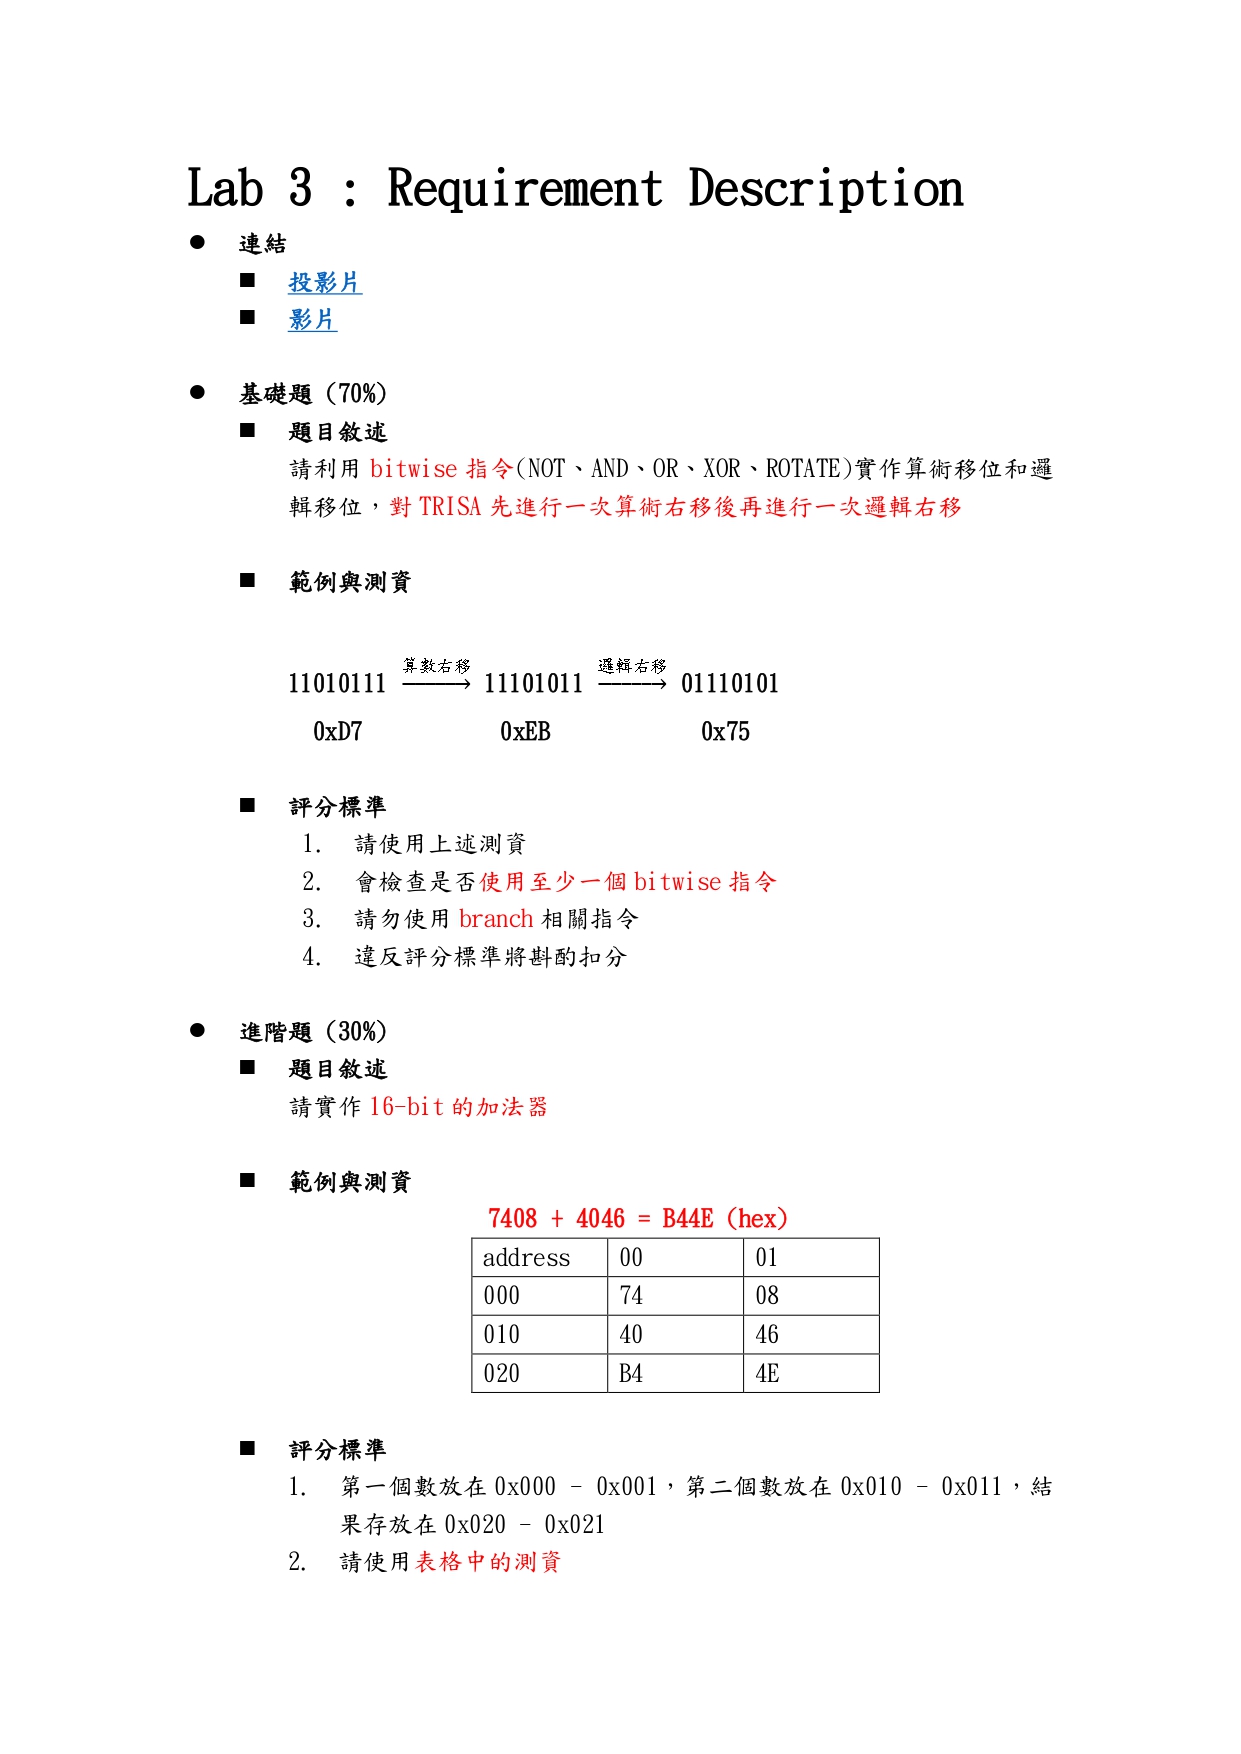 Lab 3 : Requirement Description
● 連結
■ 投影片
■ 影片
● 基礎題 (70%)
■ 題目敘述
請利用 bitwise 指令(NOT、AND、OR、XOR、ROTATE)實作算術移位和邏
輯移位，對 TRISA 先進行一次算術右移後再進行一次邏輯右移
■ 範例與測資
算數右移 邏輯右移
11010111 → 11101011 → 01110101
0xD7 0xEB 0x75
■ 評分標準
1. 請使用上述測資
2. 會檢查是否使用至少一個 bitwise 指令
3. 請勿使用 branch 相關指令
4. 違反評分標準將斟酌扣分
● 進階題 (30%)
■ 題目敘述
請實作 16-bit 的加法器
■ 範例與測資
7408 + 4046 = B44E (hex)
address 00 01
000 74 08
010 40 46
020 B4 4E
■ 評分標準
1. 第一個數放在 0x000 - 0x001，第二個數放在 0x010 - 0x011，結
果存放在 0x020 - 0x021
2. 請使用表格中的測資